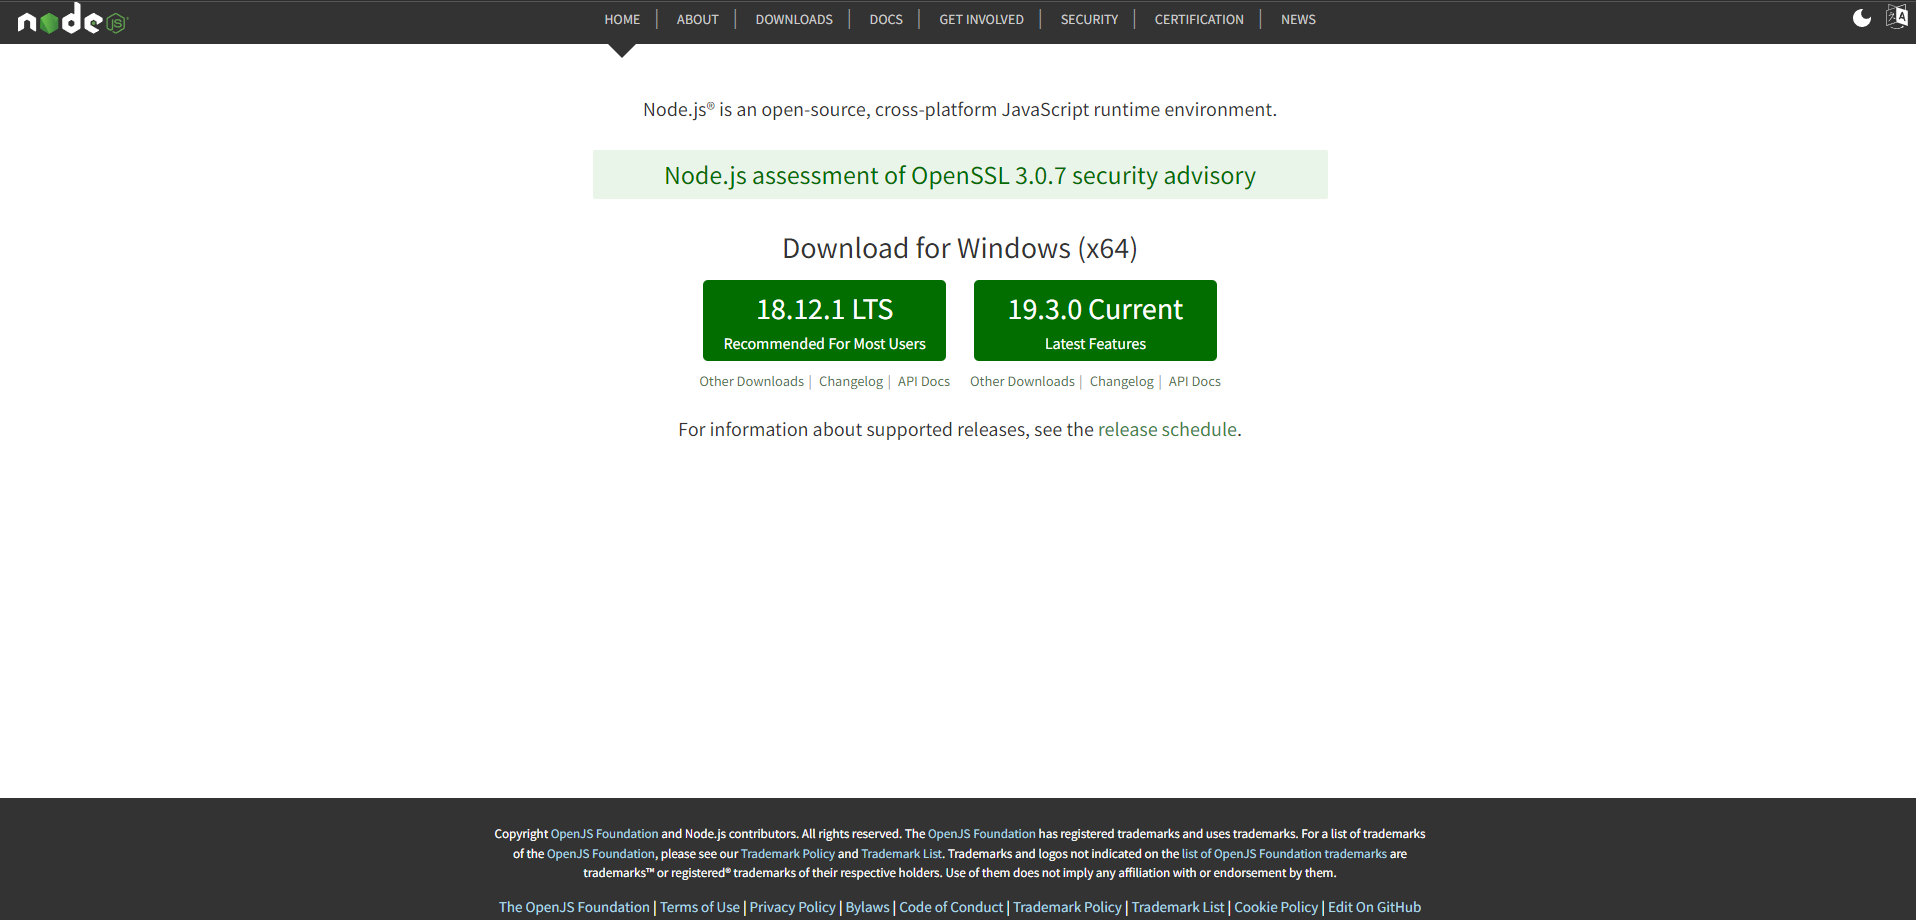 node JS
HOME | ABOUT | DOWNLOADS | DOCS | GET INVOLVED | SECURITY | CERTIFICATION | NEWS
Node.js® is an open-source, cross-platform JavaScript runtime environment.
Node.js assessment of OpenSSL 3.0.7 security advisory
Download for Windows (x64)
18.12.1 LTS
Recommended For Most Users
19.3.0 Current
Latest Features
Other Downloads | Changelog | API Docs
Other Downloads | Changelog | API Docs
For information about supported releases, see the release schedule.
Copyright OpenJS Foundation and Node.js contributors. All rights reserved. The OpenJS Foundation has registered trademarks and uses trademarks. For a list of trademarks
of the OpenJS Foundation, please see our Trademark Policy and Trademark List. Trademarks and logos not indicated on the list of OpenJS Foundation trademarks are
trademarks™ or registered® trademarks of their respective holders. Use of them does not imply any affiliation with or endorsement by them.
The OpenJS Foundation | Terms of Use | Privacy Policy | Bylaws | Code of Conduct | Trademark Policy | Trademark List | Cookie Policy | Edit On GitHub